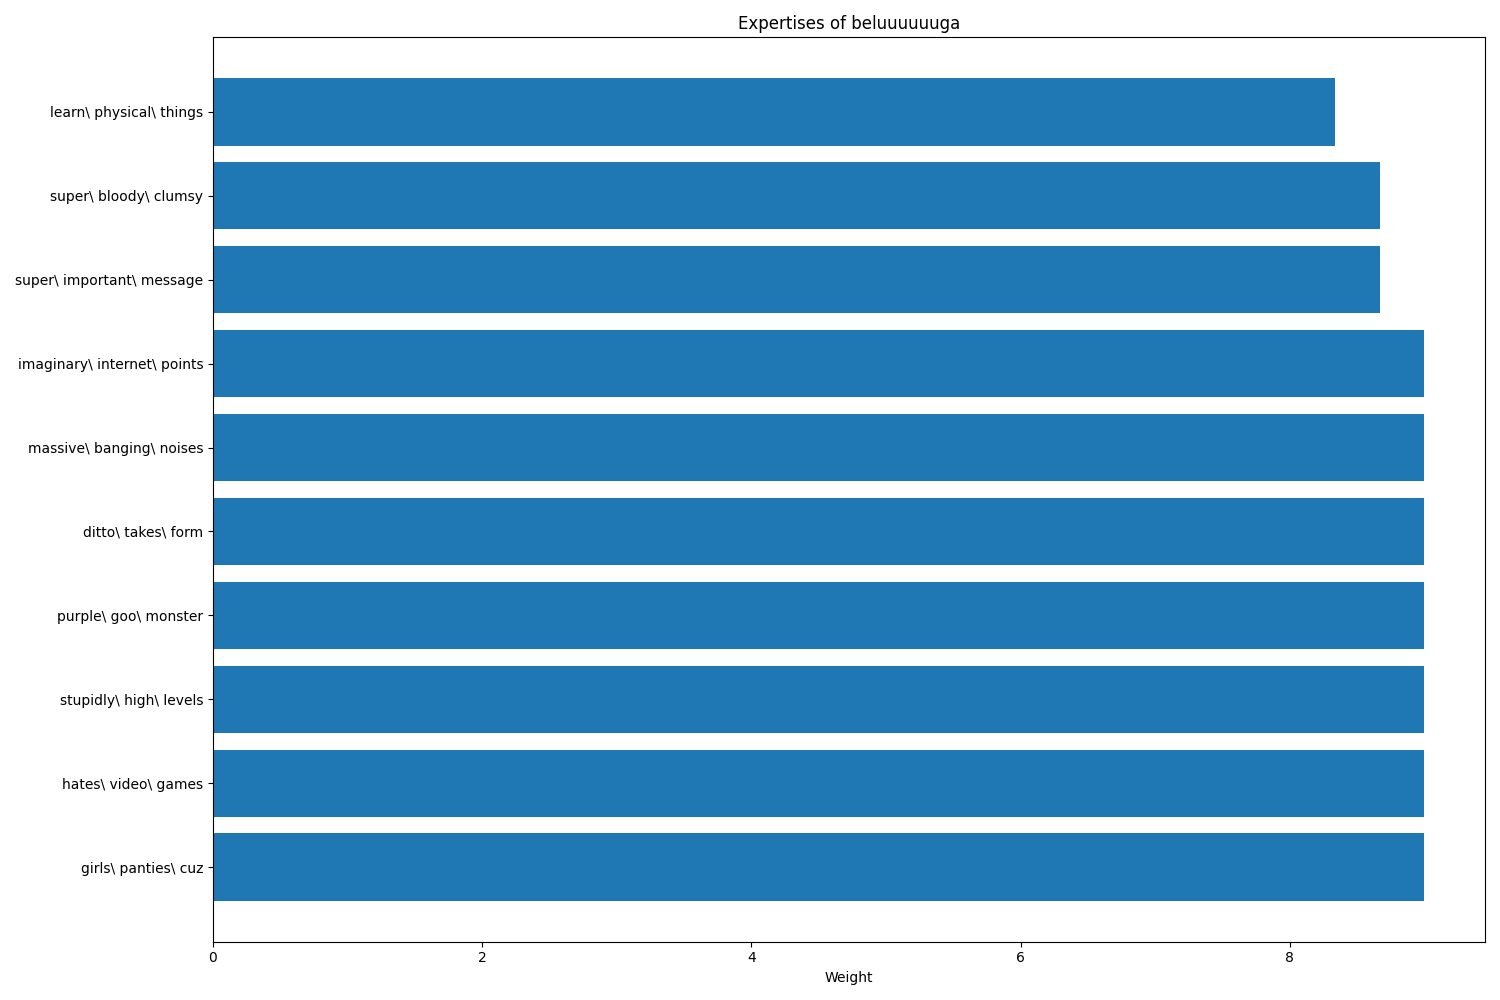 Expertises of beluuuuuuga
learn\ physical\ things
super\ bloody\ clumsy
super\ important\ message
imaginary\ internet\ points
massive\ banging\ noises
ditto\ takes\ form
purple\ goo\ monster
stupidly\ high\ levels
hates\ video\ games
girls\ panties\ cuz
0 2 4 6 8
Weight